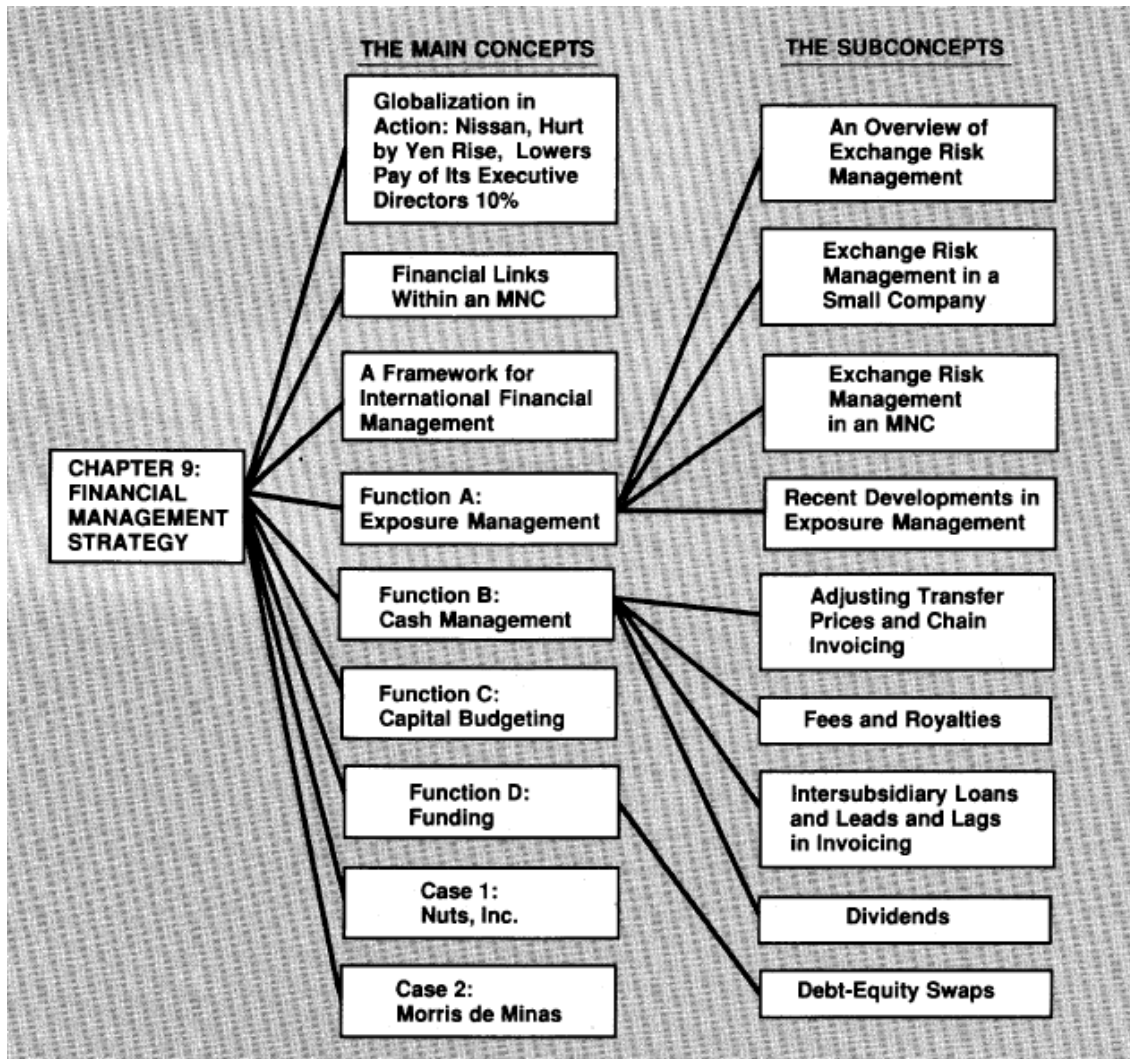 THE MAIN CONCEPTS
THE SUBCONCEPTS
CHAPTER 9:
FINANCIAL
MANAGEMENT
STRATEGY
Globalization in
Action: Nissan, Hurt
by Yen Rise, Lowers
Pay of Its Executive
Directors 10%
Financial Links
Within an MNC
A Framework for
International Financial
Management
Function A:
Exposure Management
Function B:
Cash Management
Function C:
Capital Budgeting
Function D:
Funding
Case 1:
Nuts, Inc.
Case 2:
Morris de Minas
An Overview of
Exchange Risk
Management
Exchange Risk
Management in a
Small Company
Exchange Risk
Management
in an MNC
Recent Developments in
Exposure Management
Adjusting Transfer
Prices and Chain
Invoicing
Fees and Royalties
Intersubsidiary Loans
and Leads and Lags
in Invoicing
Dividends
Debt-Equity Swaps